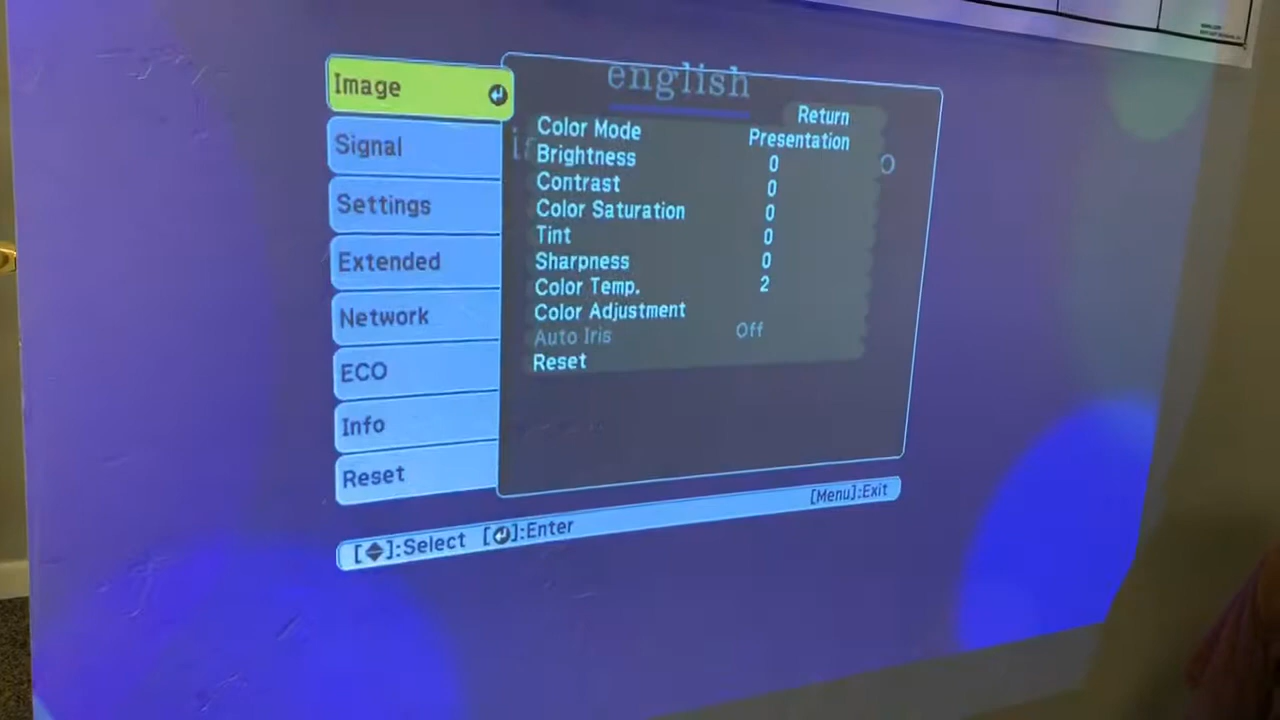 english
Image
Signal
Settings
Extended
Network
ECO
Info
Reset
Return
Color Mode Presentation
Brightness 0
Contrast 0
Color Saturation 0
Tint 0
Sharpness 0
Color Temp. 2
Color Adjustment
Auto Iris Off
Reset
[Menu]:Exit
[]:Select []:Enter